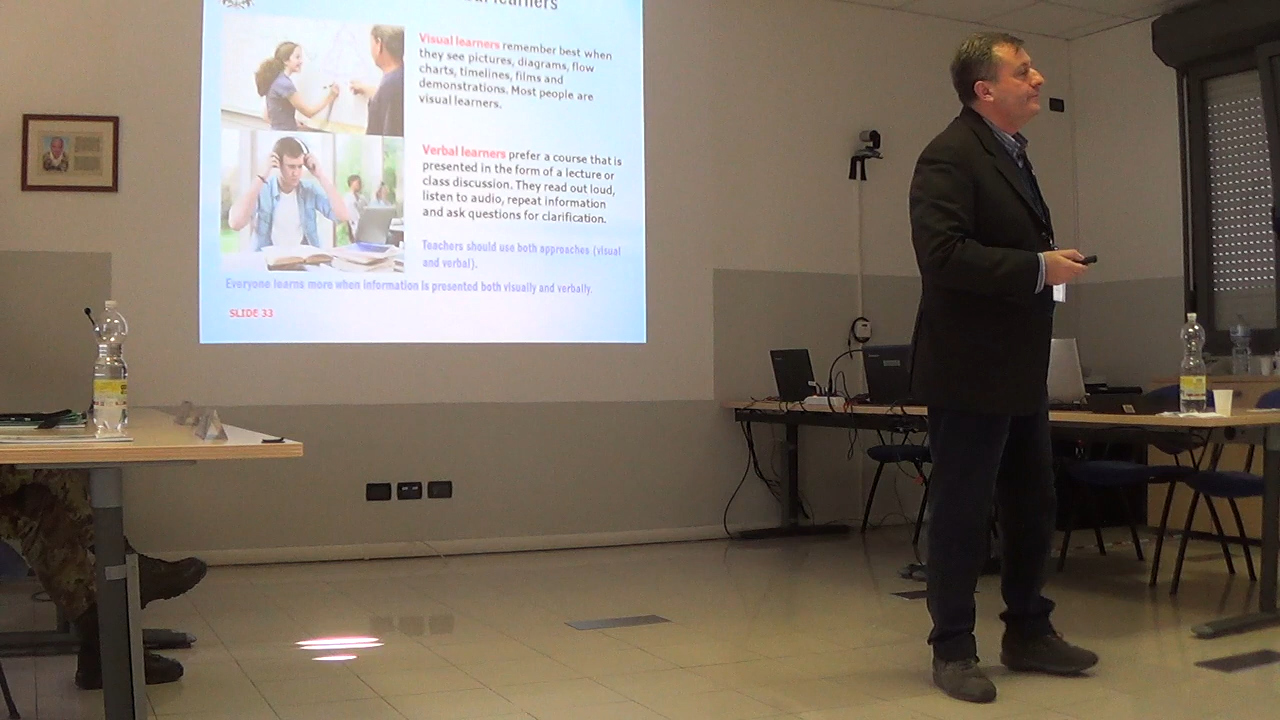 learners
Visual learners remember best when
they see pictures, diagrams, flow
charts, timelines, films and
demonstrations. Most people are
visual learners.
Verbal learners prefer a course that is
presented in the form of a lecture or
class discussion. They read out loud,
listen to audio, repeat information
and ask questions for clarification.
Teachers should use both approaches (visual
and verbal).
Everyone learns more when information is presented both visually and verbally.
SLIDE 33